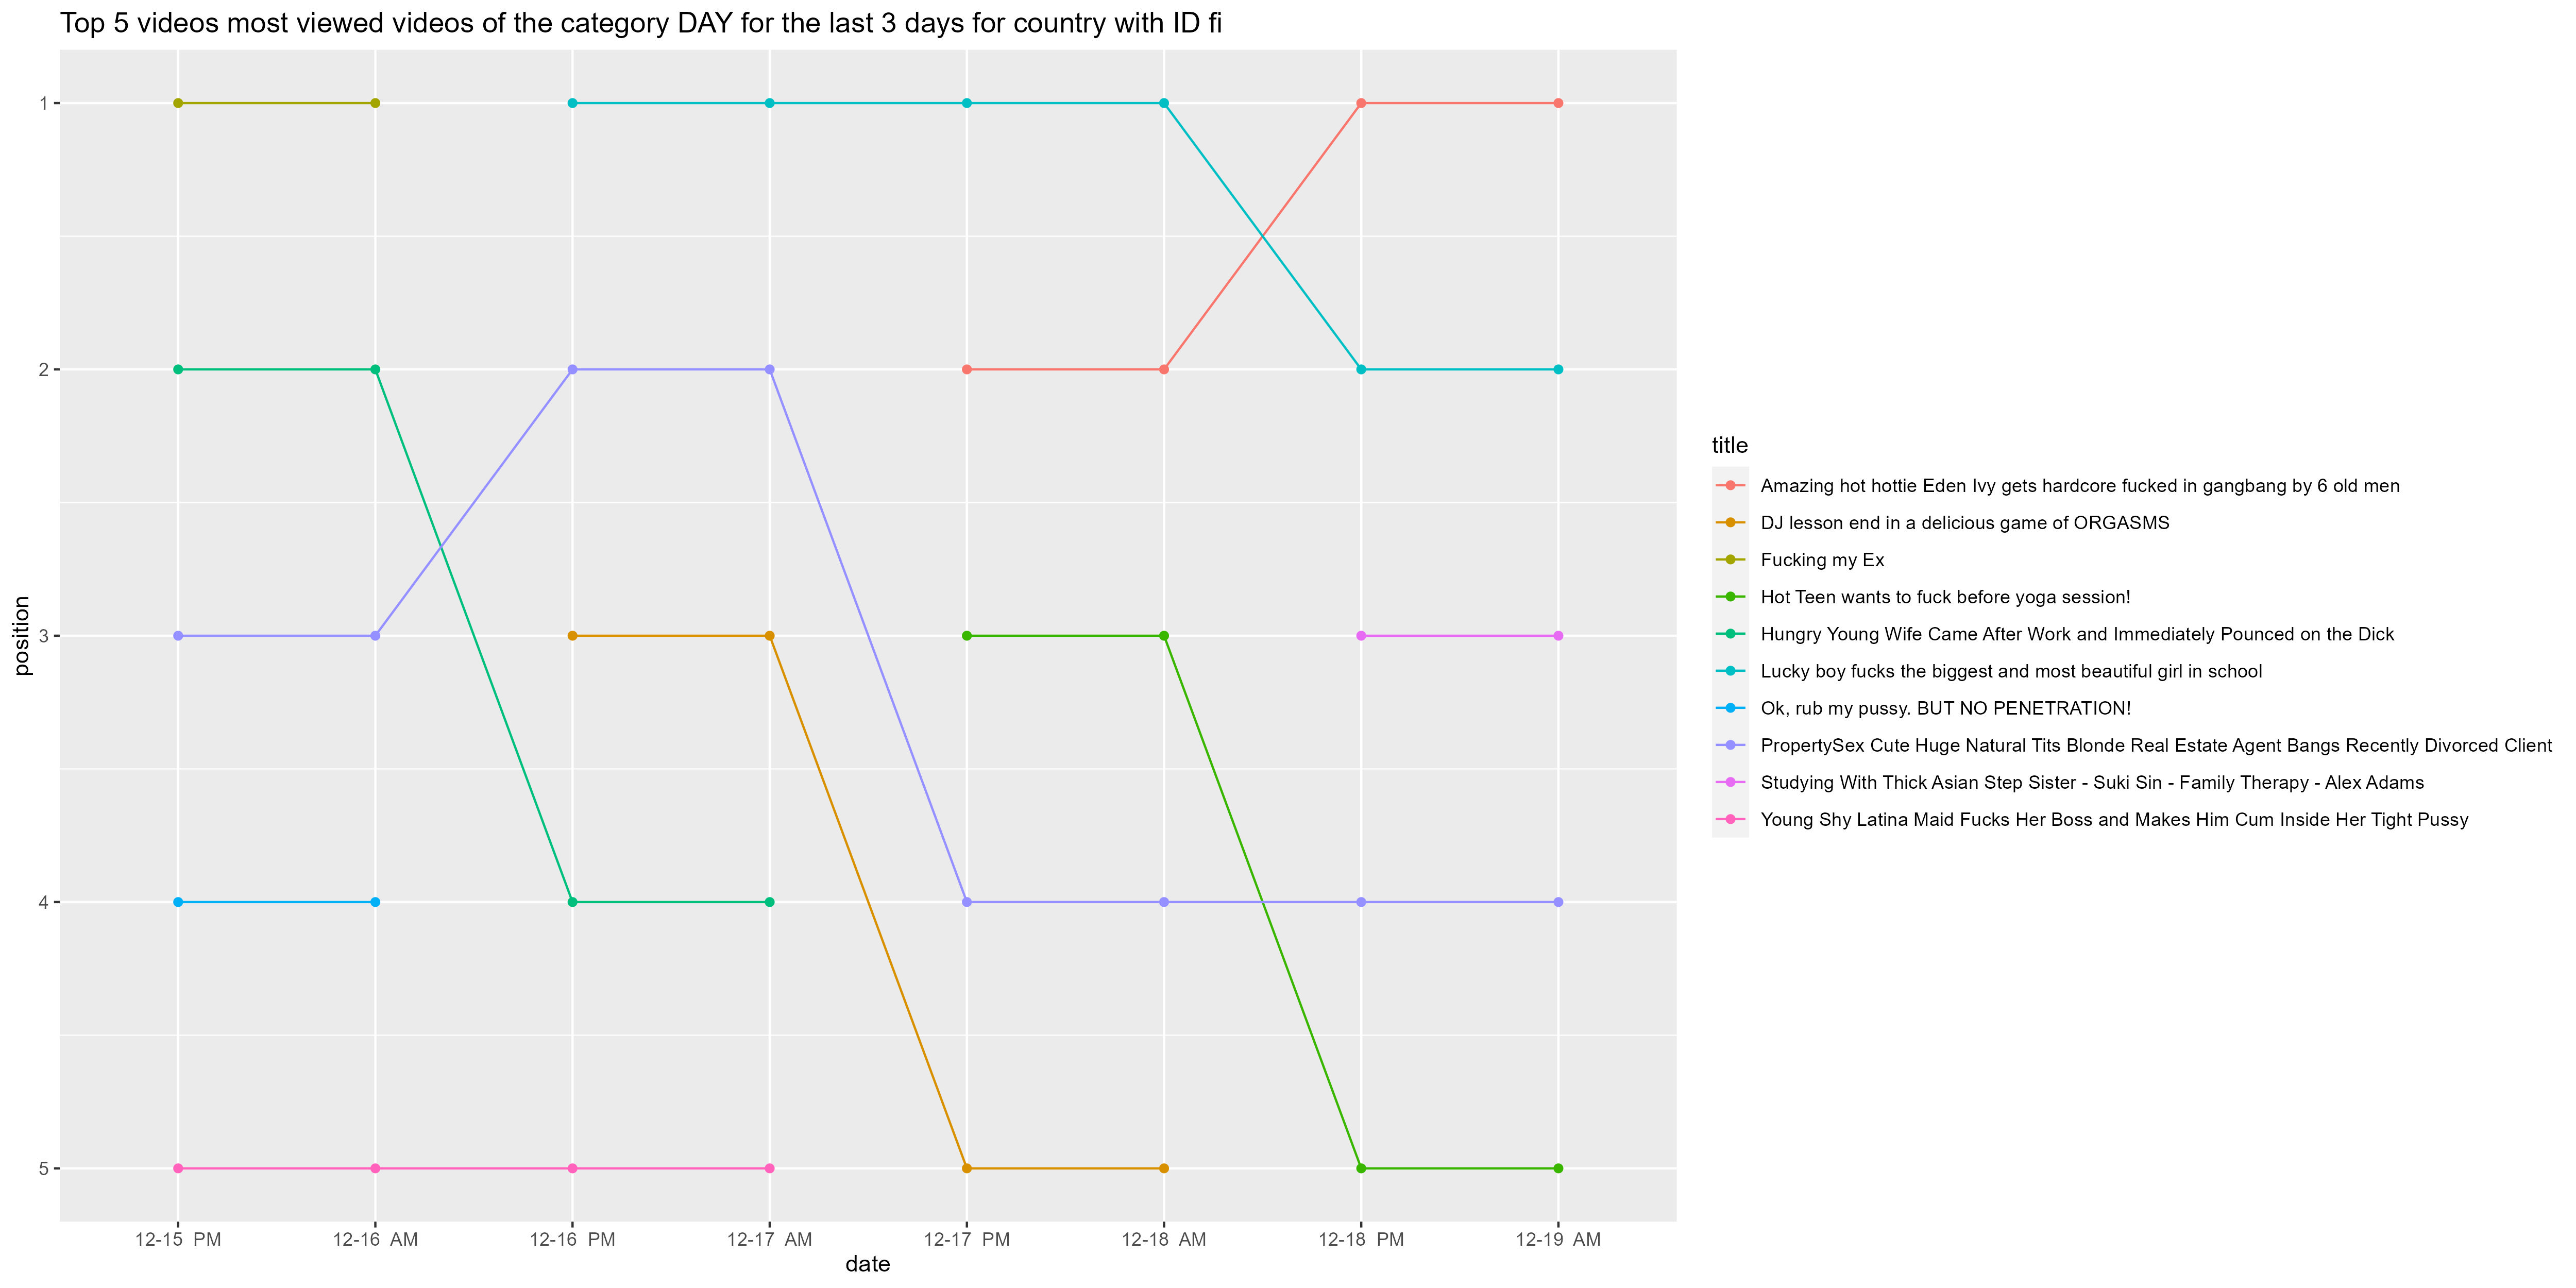 Top 5 videos most viewed videos of the category DAY for the last 3 days for country with ID fi
position
1
2
3
4
5
12-15  PM
12-16  AM
12-16  PM
12-17  AM
12-17  PM
12-18  AM
12-18  PM
12-19  AM
date
title
Amazing hot hottie Eden Ivy gets hardcore fucked in gangbang by 6 old men
DJ lesson end in a delicious game of ORGASMS
Fucking my Ex
Hot Teen wants to fuck before yoga session!
Hungry Young Wife Came After Work and Immediately Pounced on the Dick
Lucky boy fucks the biggest and most beautiful girl in school
Ok, rub my pussy. BUT NO PENETRATION!
PropertySex Cute Huge Natural Tits Blonde Real Estate Agent Bangs Recently Divorced Client
Studying With Thick Asian Step Sister - Suki Sin - Family Therapy - Alex Adams
Young Shy Latina Maid Fucks Her Boss and Makes Him Cum Inside Her Tight Pussy